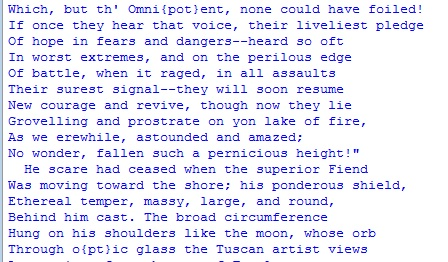 Which, but th' Omni{pot}ent, none could have foiled!
If once they hear that voice, their liveliest pledge
Of hope in fears and dangers--heard so oft
In worst extremes, and on the perilous edge
Of battle, when it raged, in all assaults
Their surest signal--they will soon resume
New courage and revive, though now they lie
Grovelling and prostrate on yon lake of fire,
As we erewhile, astounded and amazed;
No wonder, fallen such a pernicious height!"
  He scare had ceased when the superior Fiend
Was moving toward the shore; his ponderous shield,
Ethereal temper, massy, large, and round,
Behind him cast. The broad circumference
Hung on his shoulders like the moon, whose orb
Through o{pt}ic glass the Tuscan artist views